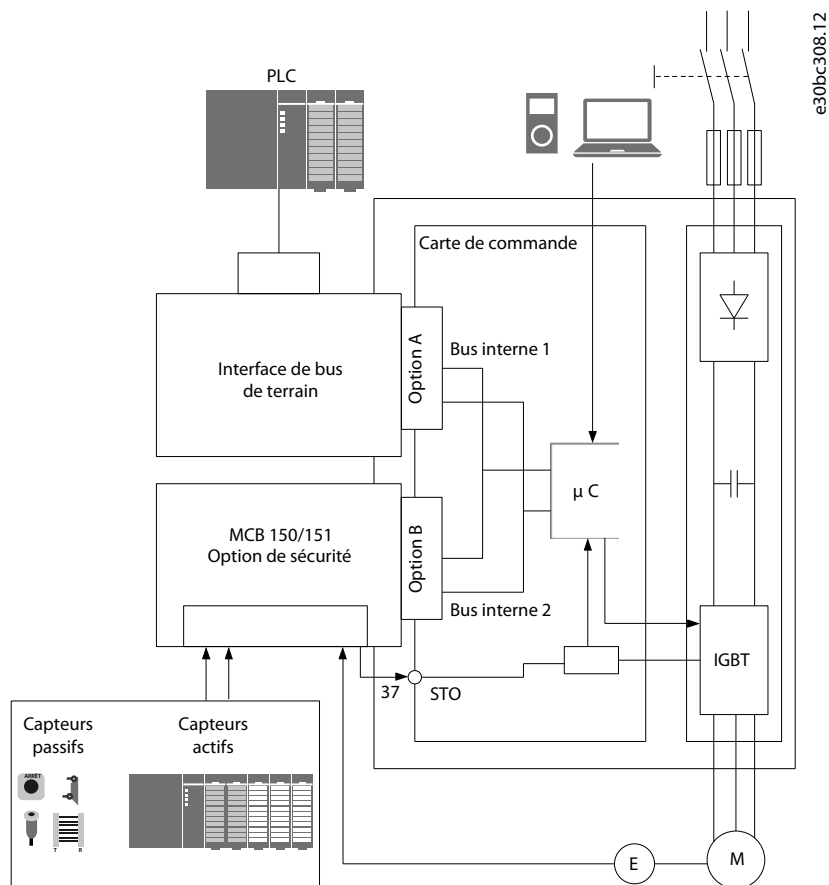 e30bc308.12
PLC
Carte de commande
Interface de bus
de terrain
Option A
Bus interne 1
µ C
MCB 150/151
Option de sécurité
Option B
Bus interne 2
IGBT
37
STO
Capteurs
passifs
Capteurs
actifs
ARRÊT
T
R
E
M